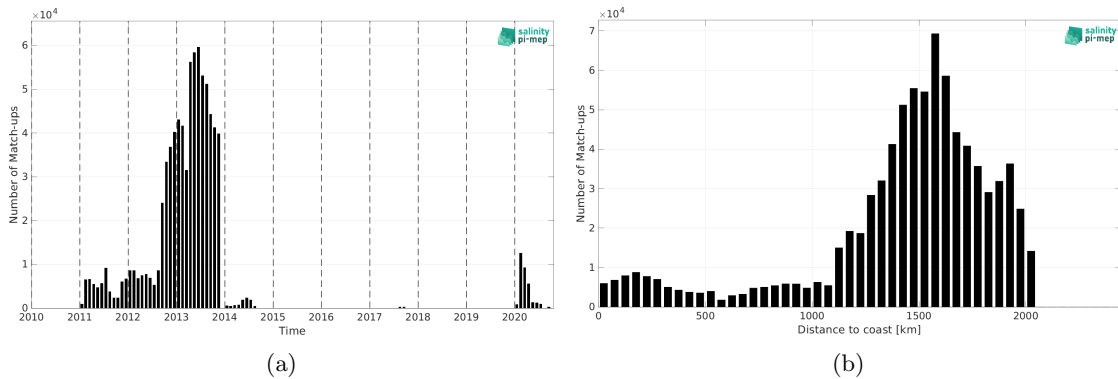 ×10⁴
6
5
4
3
2
1
0
Number of Match-ups
2010 2011 2012 2013 2014 2015 2016 2017 2018 2019 2020
Time
salinity
pi-mep
(a)
×10⁴
7
6
5
4
3
2
1
0
Number of Match-ups
0 500 1000 1500 2000
Distance to coast [km]
salinity
pi-mep
(b)